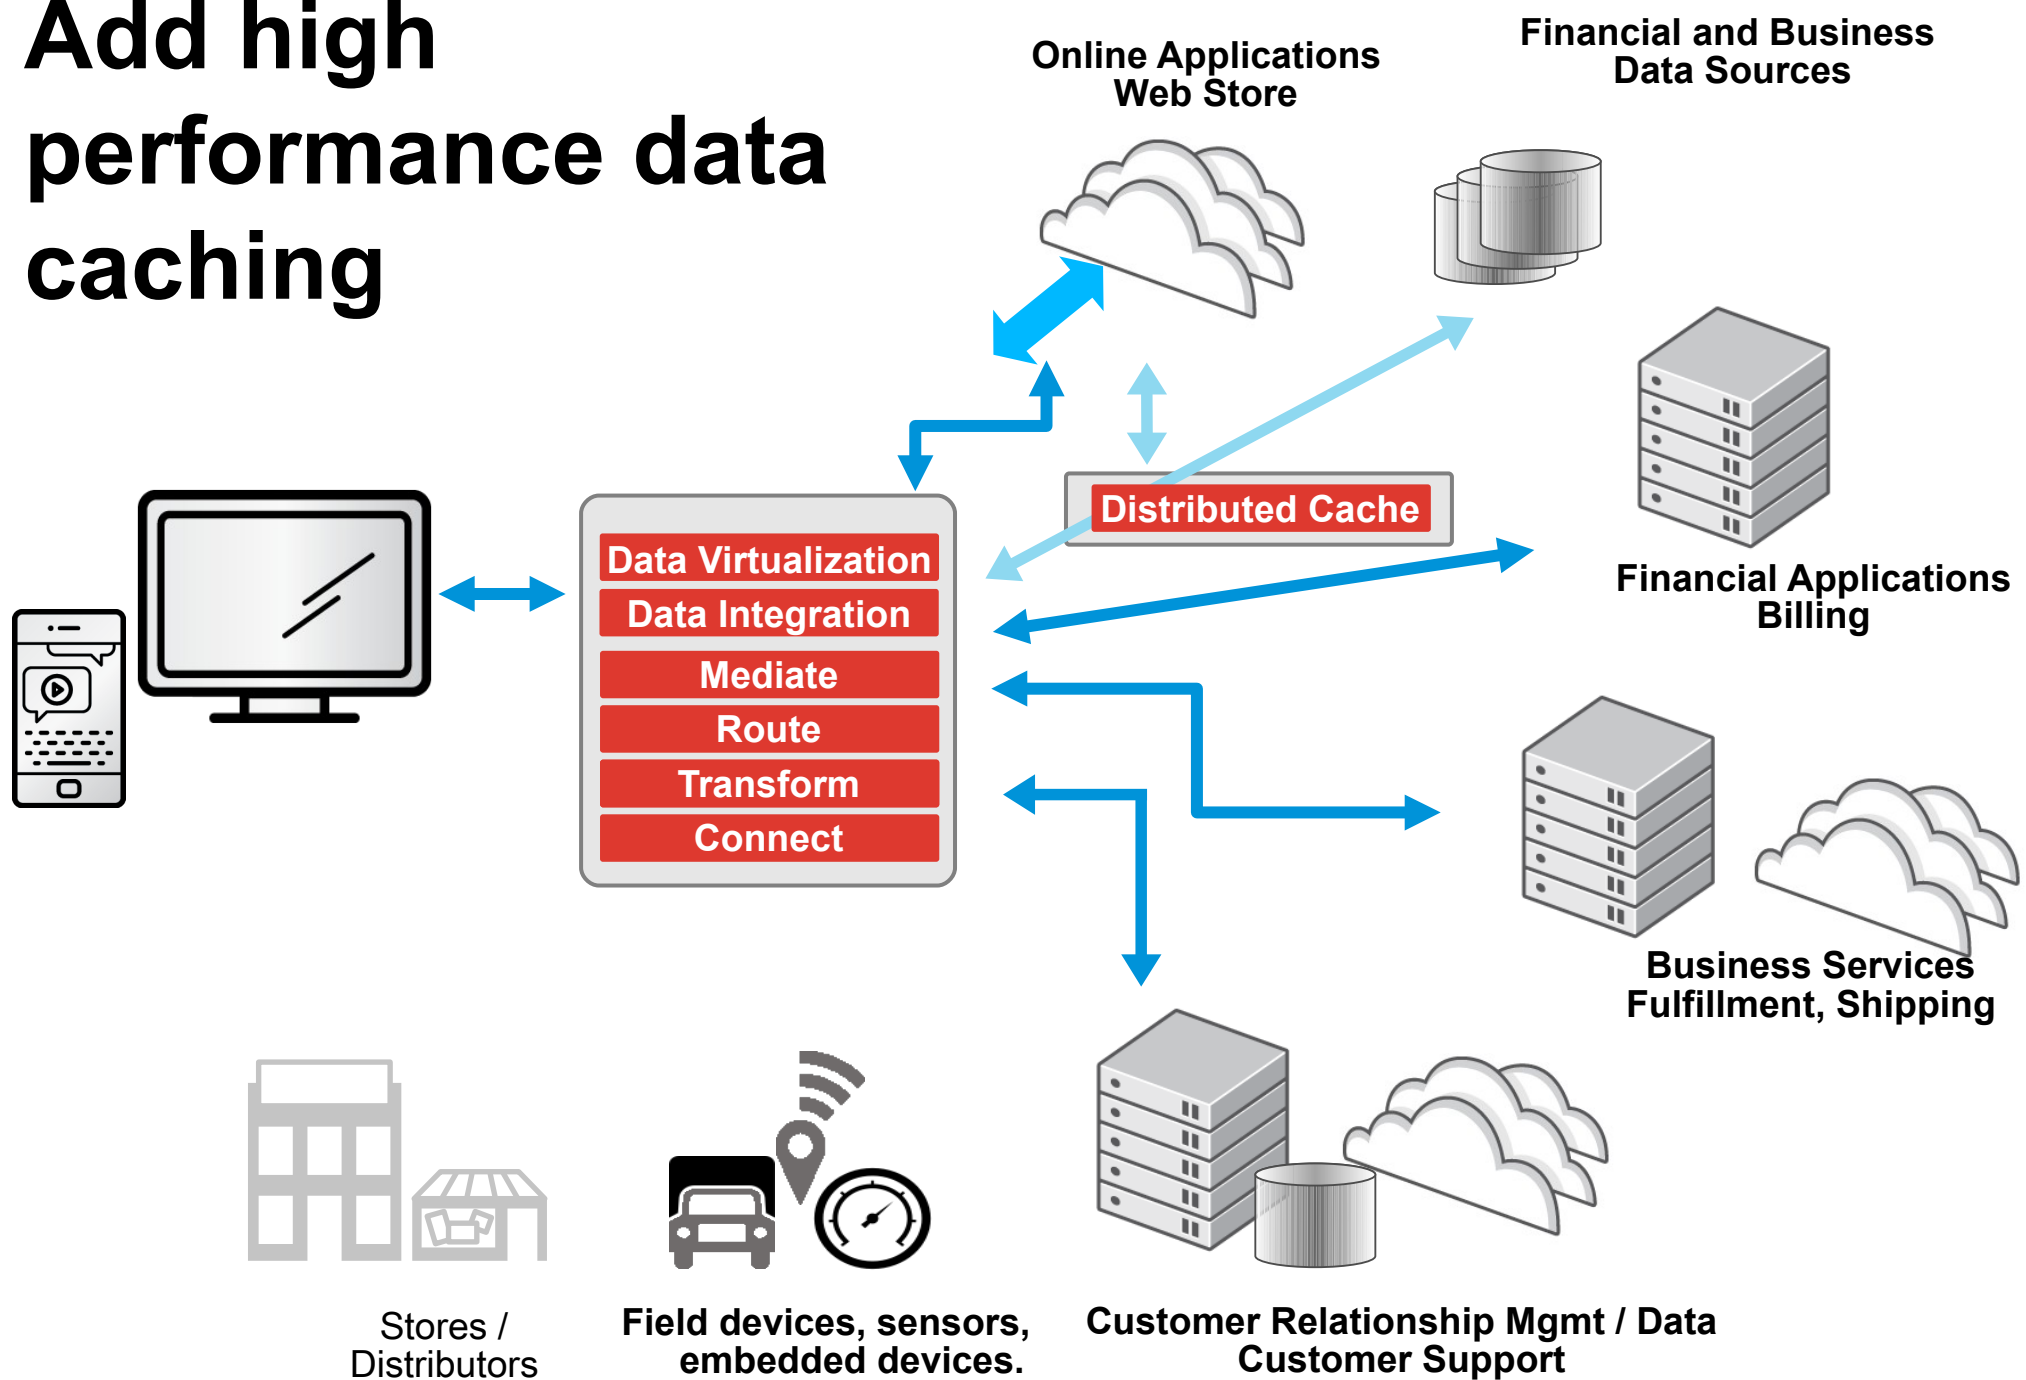 Add high
performance data
caching
Online Applications
Web Store
Financial and Business
Data Sources
Distributed Cache
Data Virtualization
Data Integration
Mediate
Route
Transform
Connect
Financial Applications
Billing
Business Services
Fulfillment, Shipping
Stores /
Distributors
Field devices, sensors,
embedded devices.
Customer Relationship Mgmt / Data
Customer Support